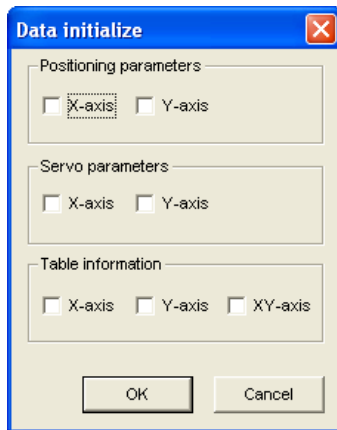 Data initialize
Positioning parameters
X-axis Y-axis
Servo parameters
X-axis Y-axis
Table information
X-axis Y-axis XY-axis
OK Cancel